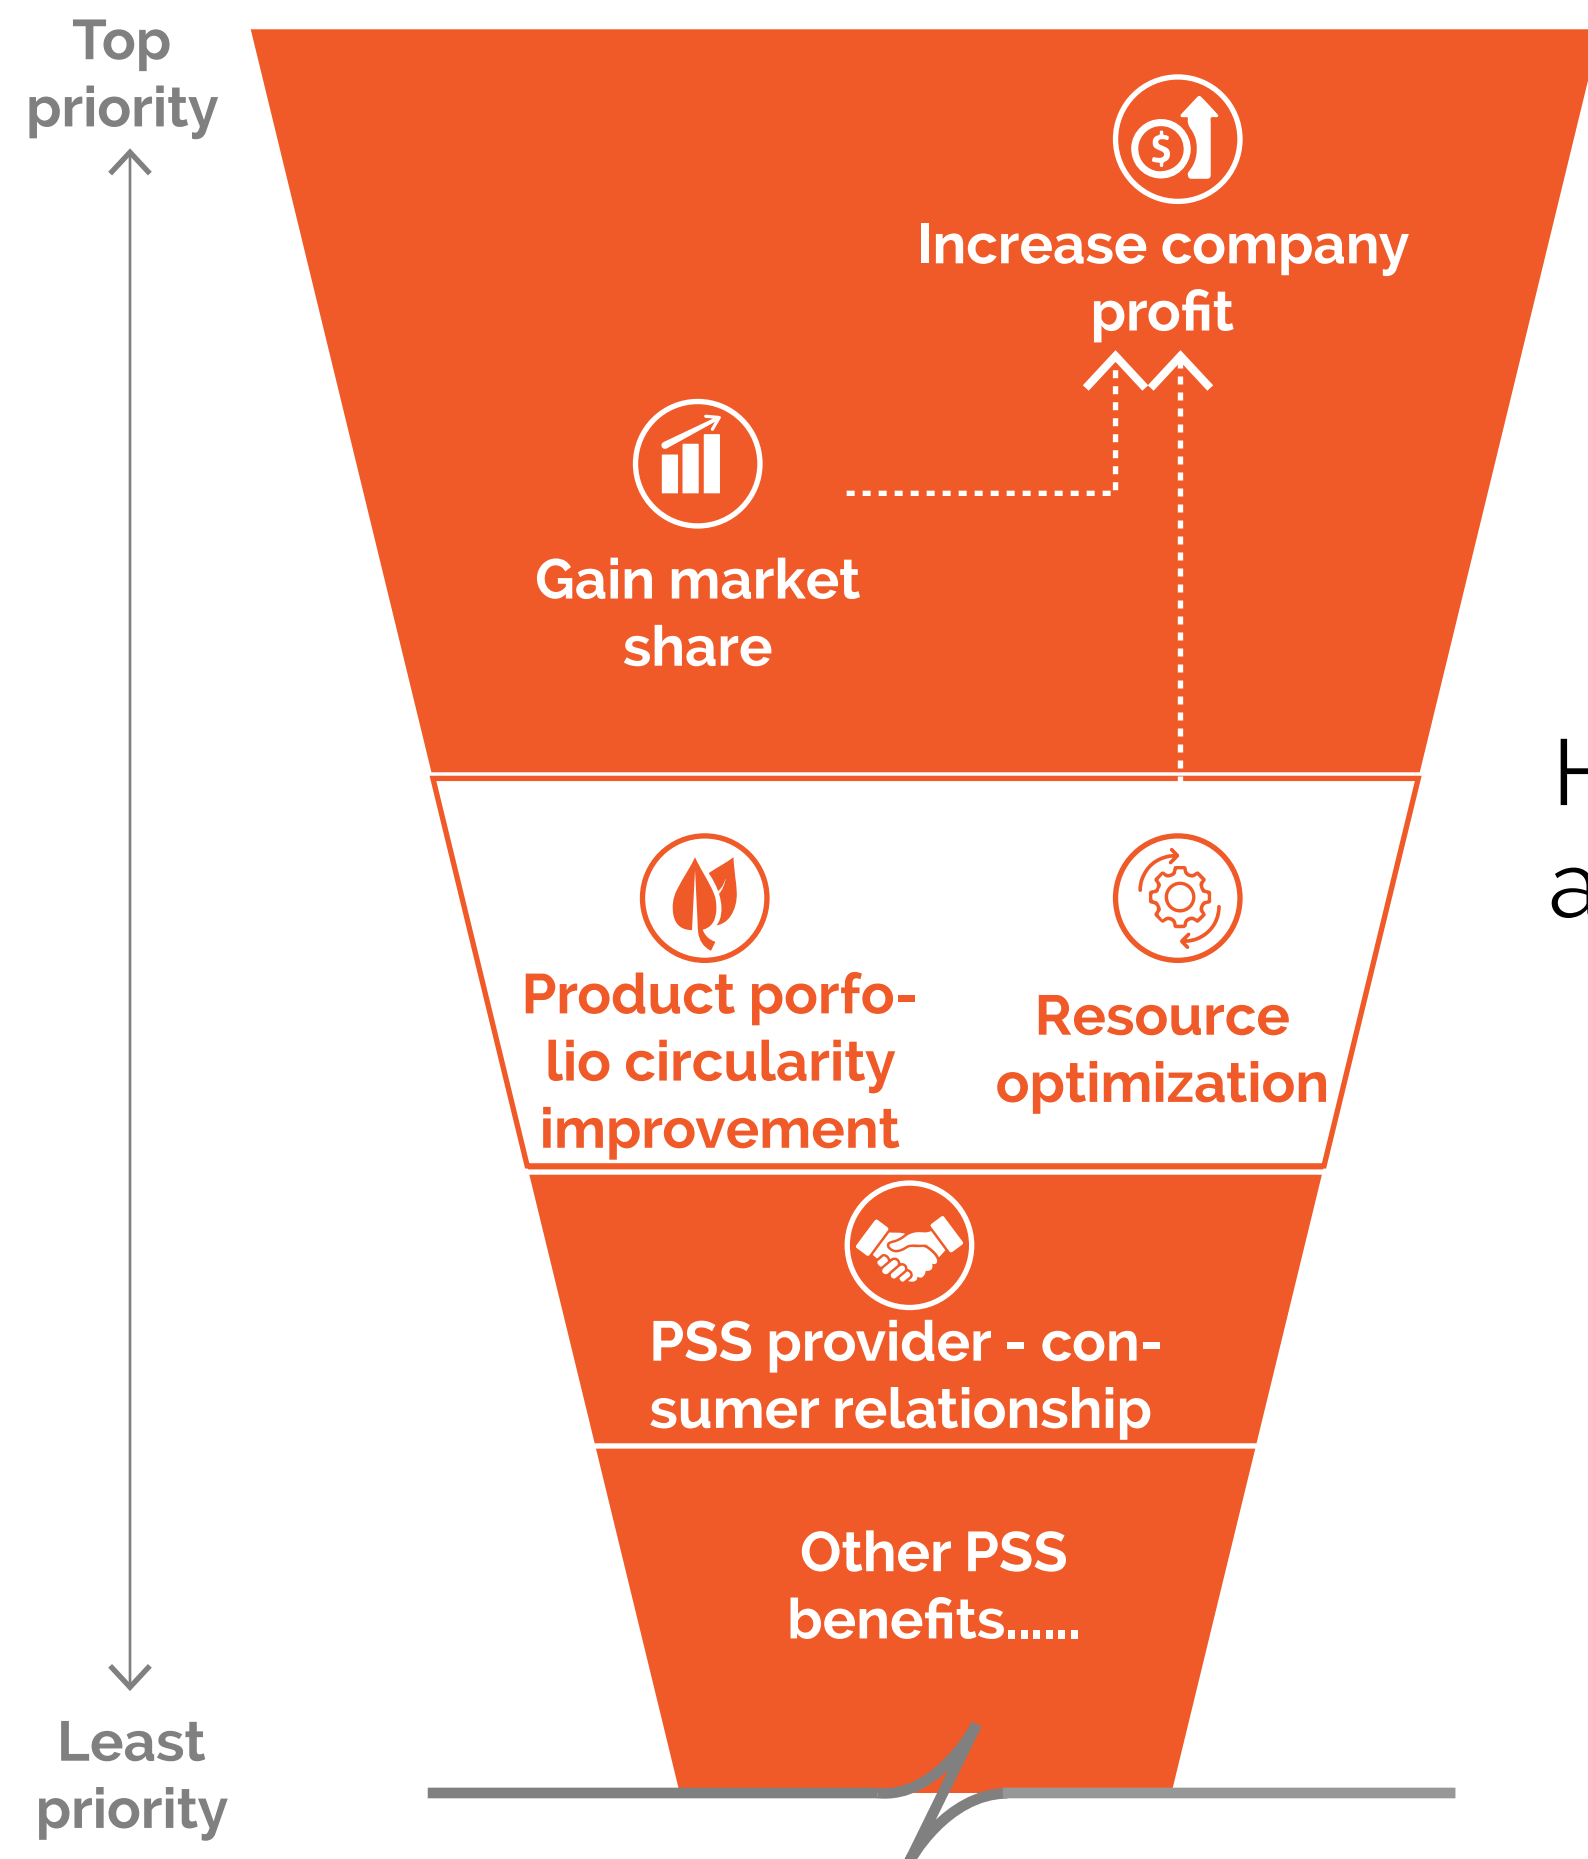 Top
priority
Increase company
profit
$
Gain market
share
H
a
Product porfo-
lio circularity
improvement
Resource
optimization
PSS provider - con-
sumer relationship
Other PSS
benefits......
Least
priority